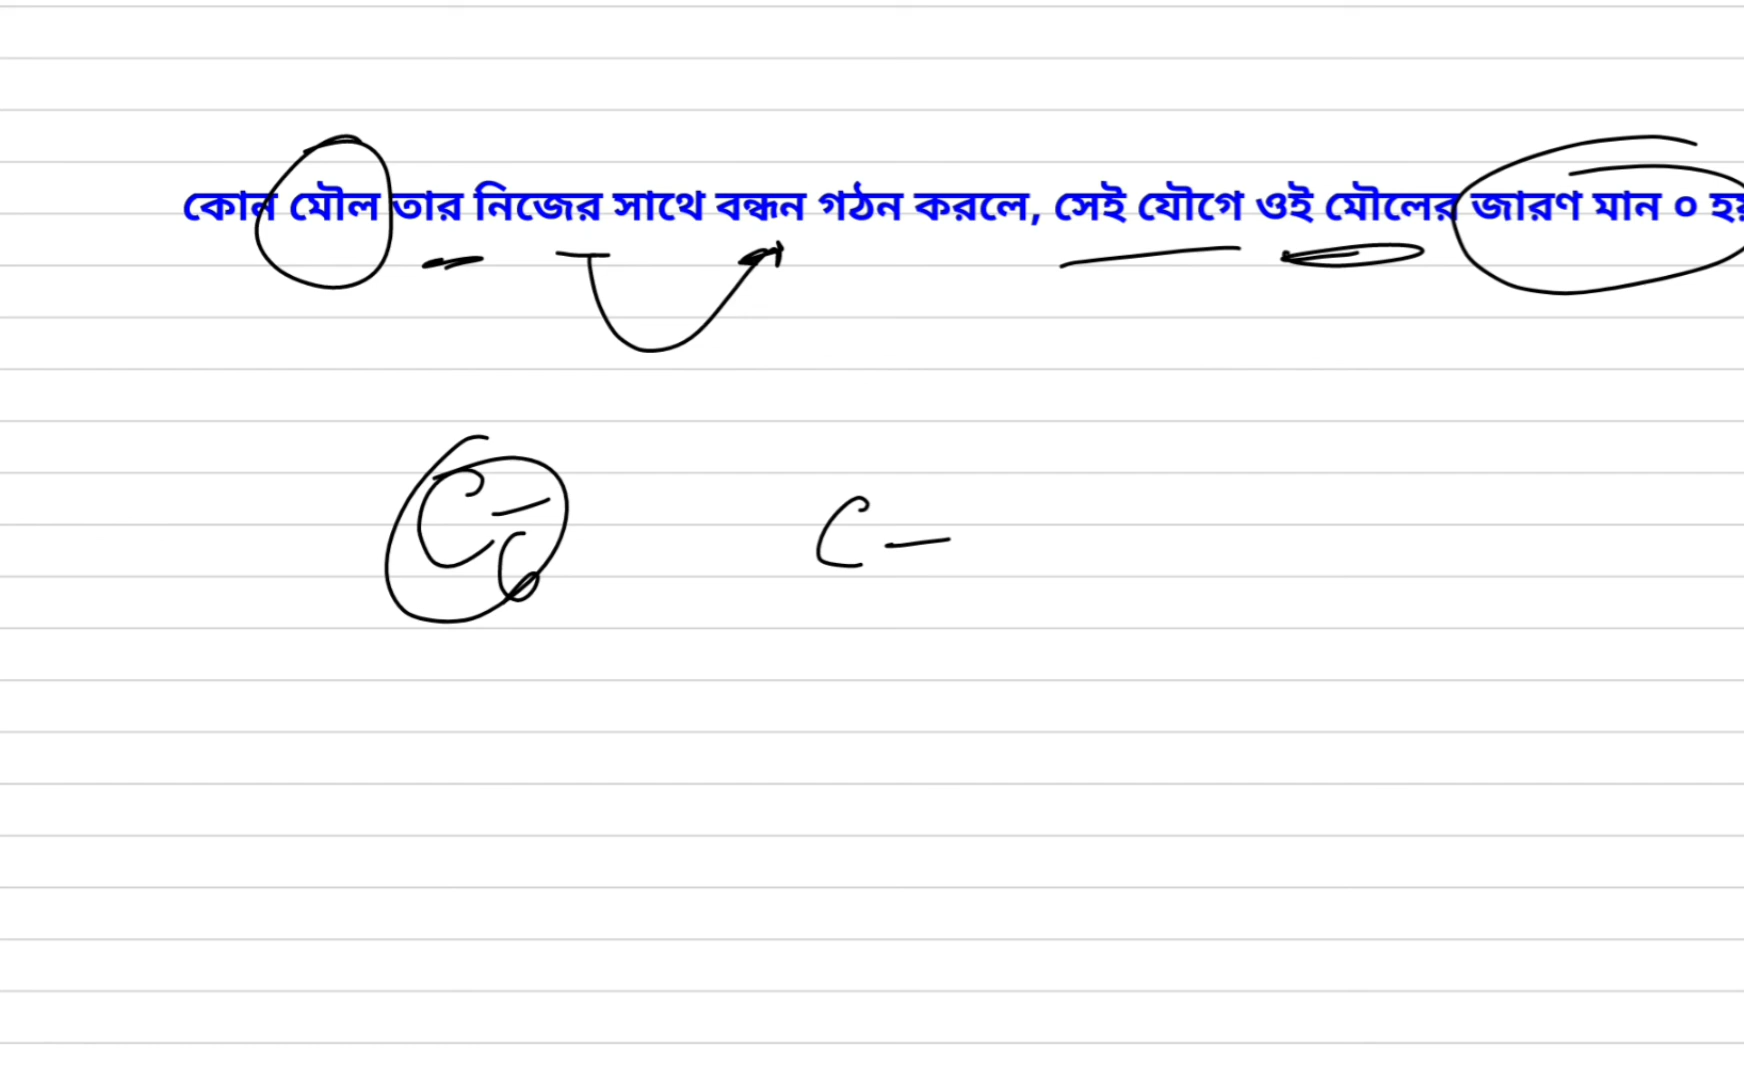 কোন মৌল তার নিজের সাথে বন্ধন গঠন করলে, সেই যৌগে ওই মৌলের জারণ মান ০ হয়
C – C C –